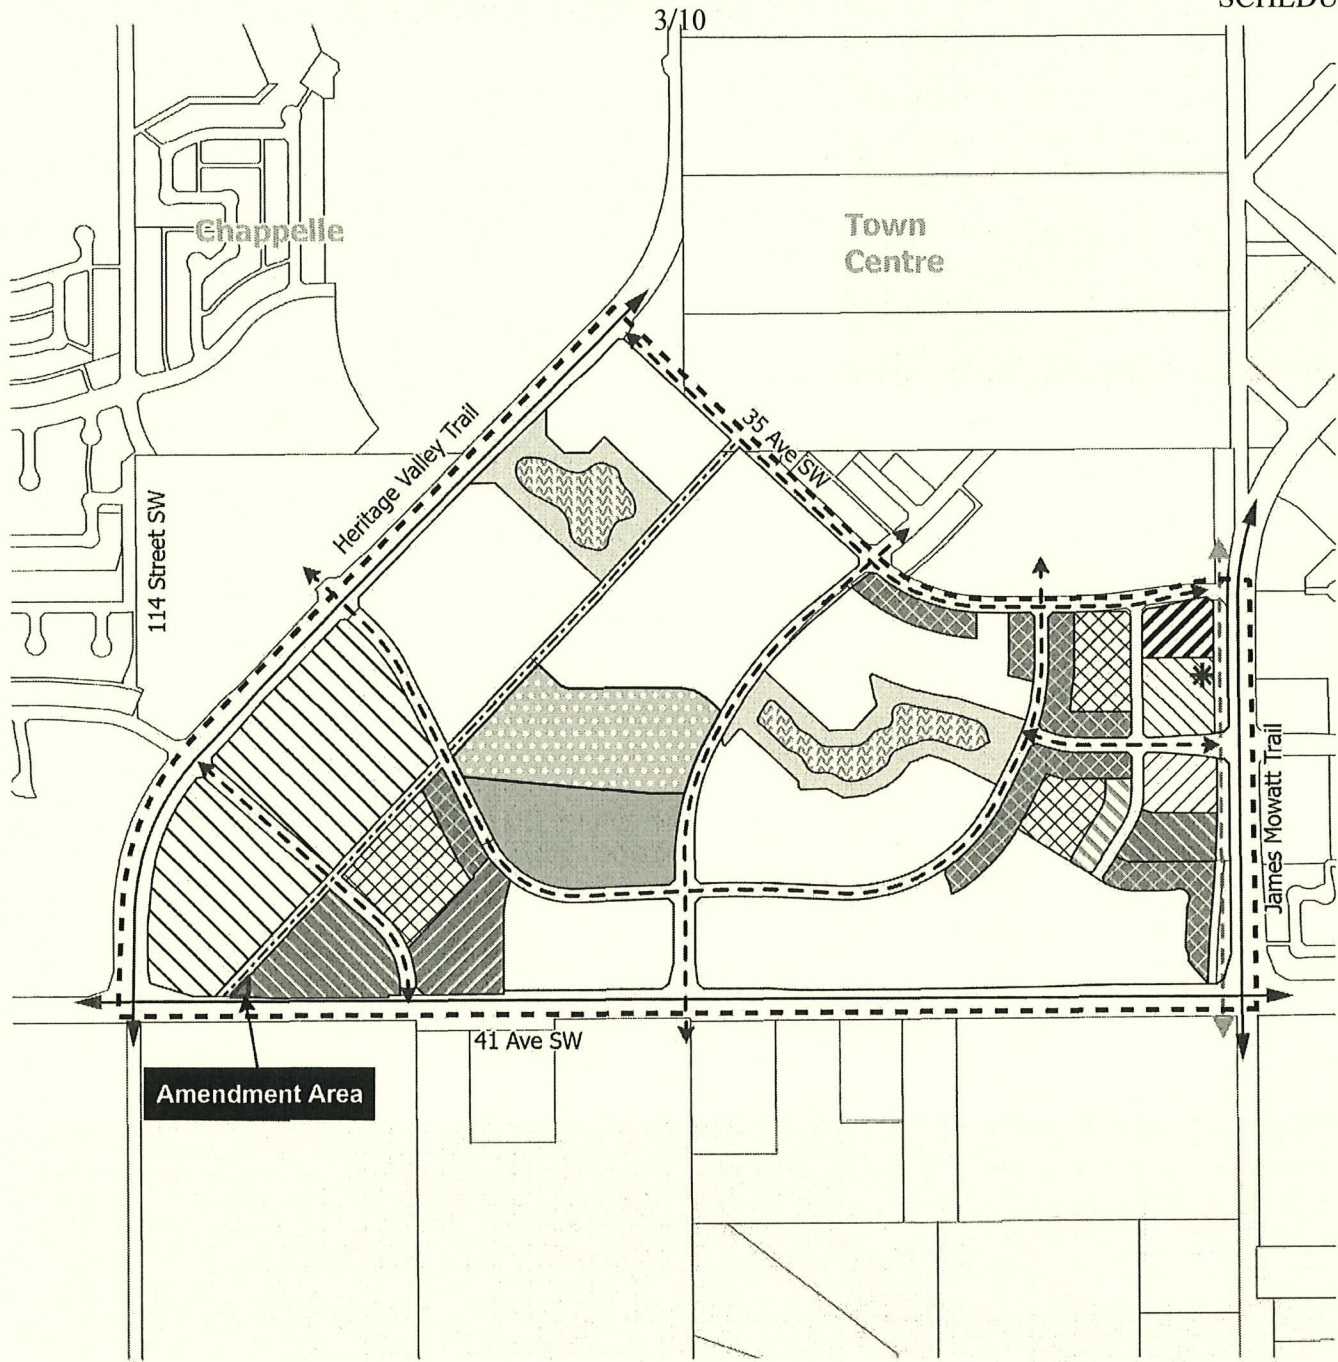 3/10
SCHEDU
Chappelle
Town
Centre
35 Ave SW
Heritage Valley Trail
114 Street SW
James Mowatt Trail
41 Ave SW
Amendment Area